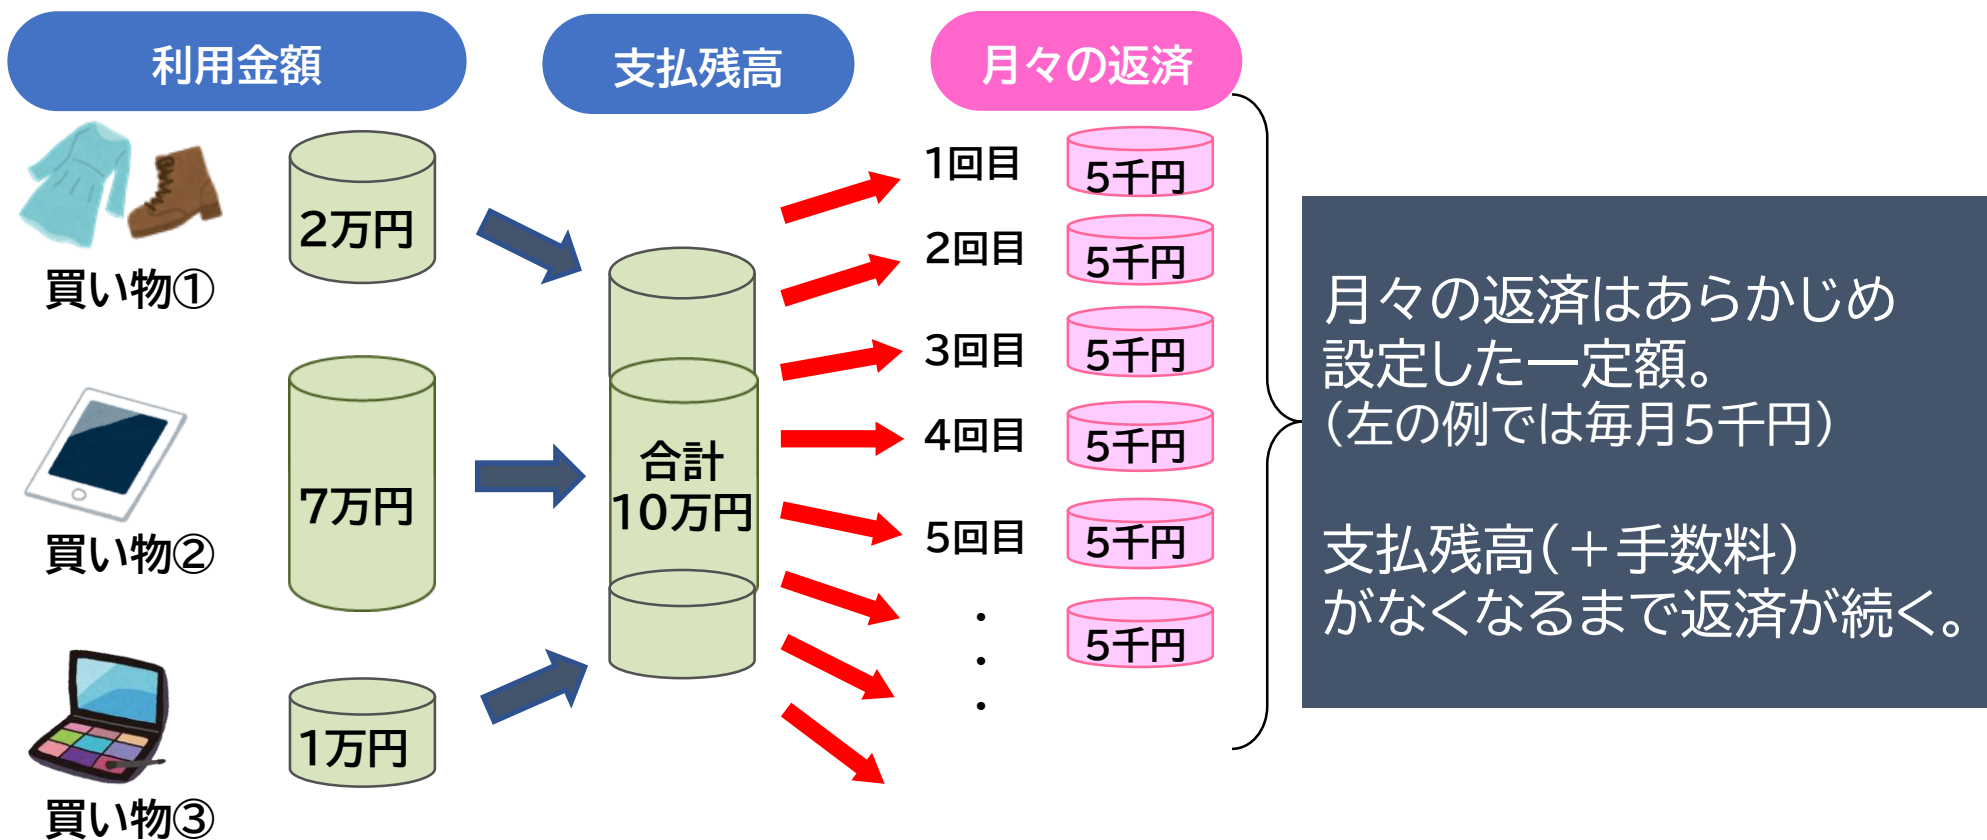 利用金額
支払残高
月々の返済
買い物①
2万円
買い物②
7万円
買い物③
1万円
合計
10万円
1回目
5千円
2回目
5千円
3回目
5千円
4回目
5千円
5回目
5千円
・
・
・
5千円
月々の返済はあらかじめ
設定した一定額。
（左の例では毎月5千円）
支払残高（＋手数料）
がなくなるまで返済が続く。